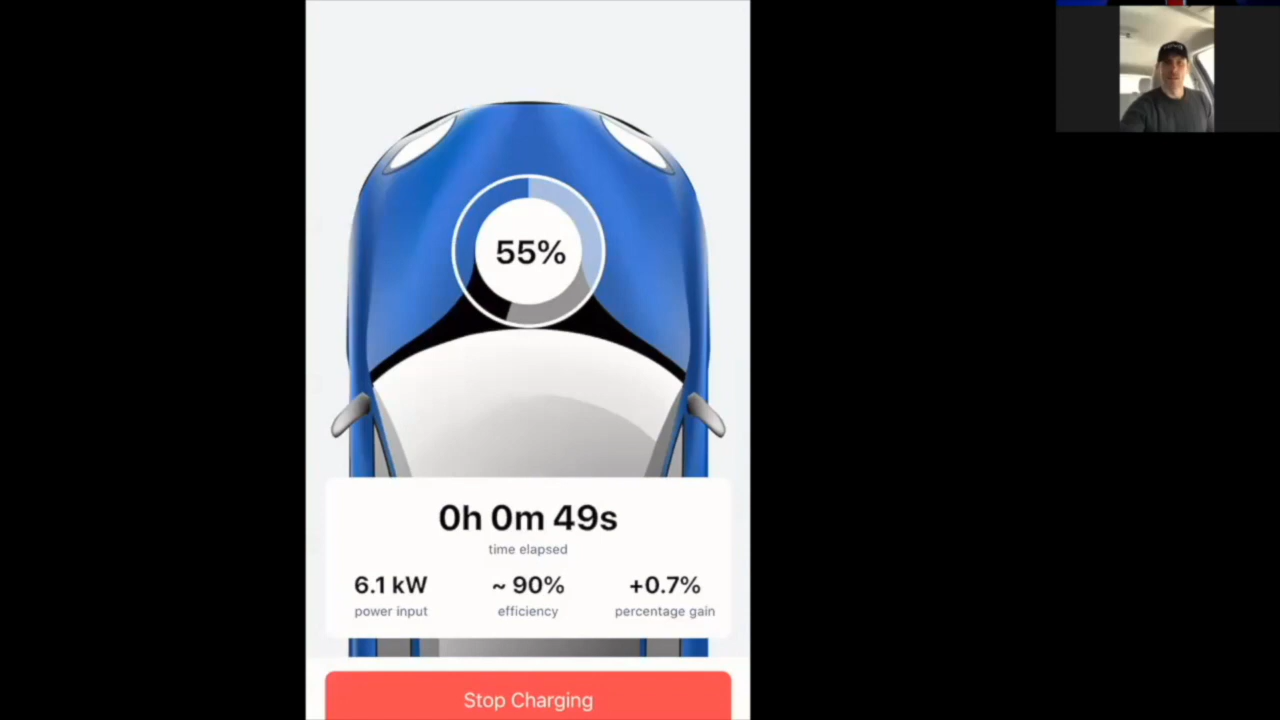 55%
0h 0m 49s
time elapsed
6.1 kW ~ 90% +0.7%
power input efficiency percentage gain
Stop Charging